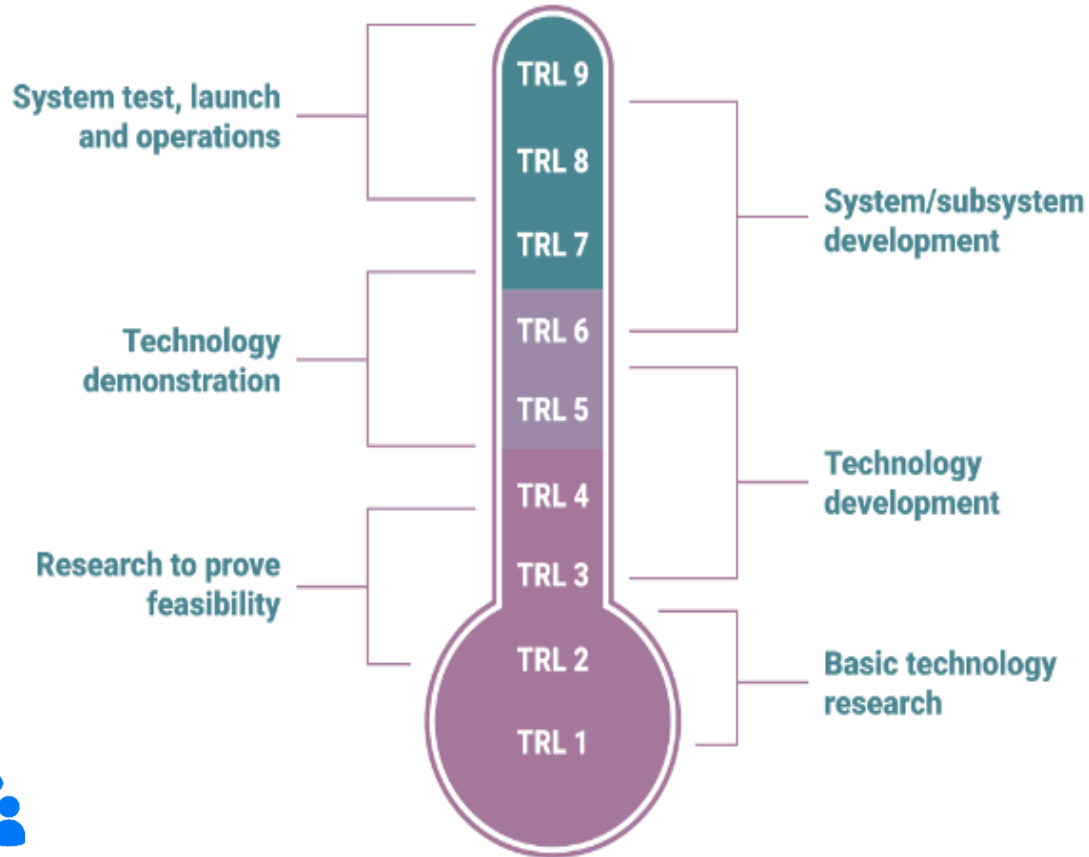 TRL 9
System test, launch
and operations
TRL 8
System/subsystem
development
TRL 7
TRL 6
Technology
demonstration
TRL 5
Technology
development
TRL 4
TRL 3
Research to prove
feasibility
TRL 2
Basic technology
research
TRL 1